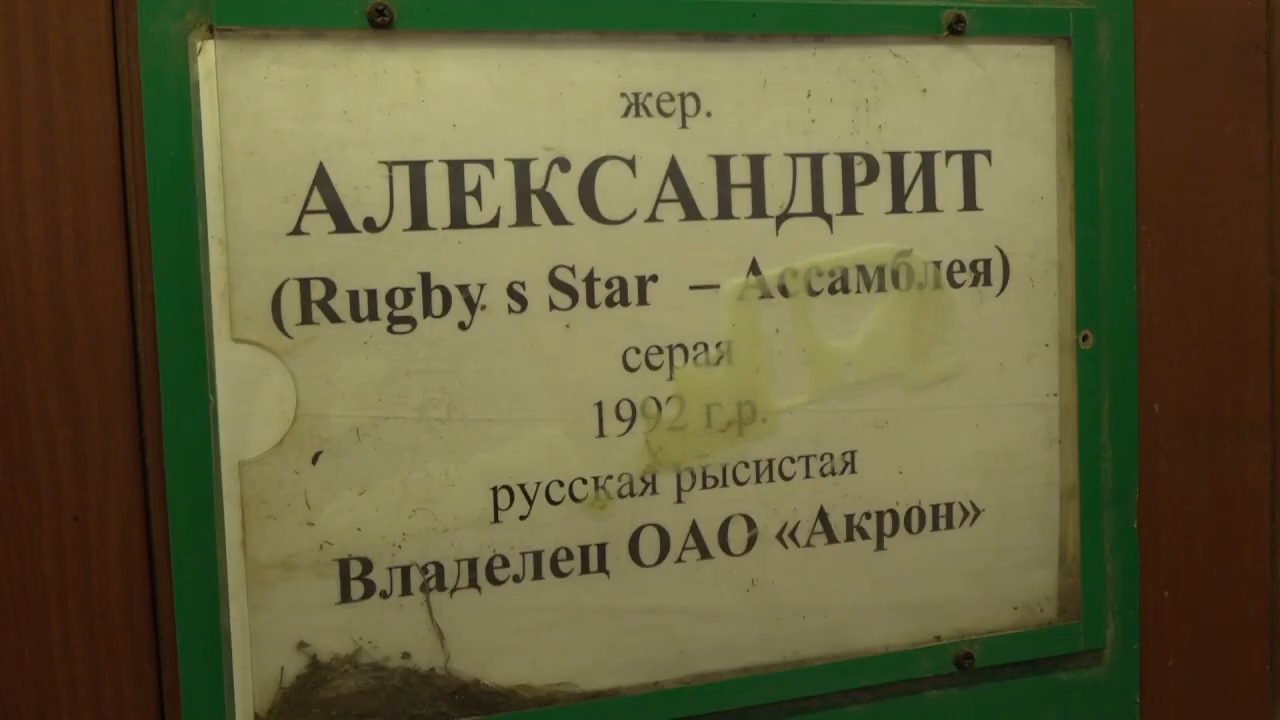 жер.
АЛЕКСАНДРИТ
(Rugby s Star – Ассамблея)
серая
1992 г.р.
русская рысистая
Владелец ОАО «Акрон»